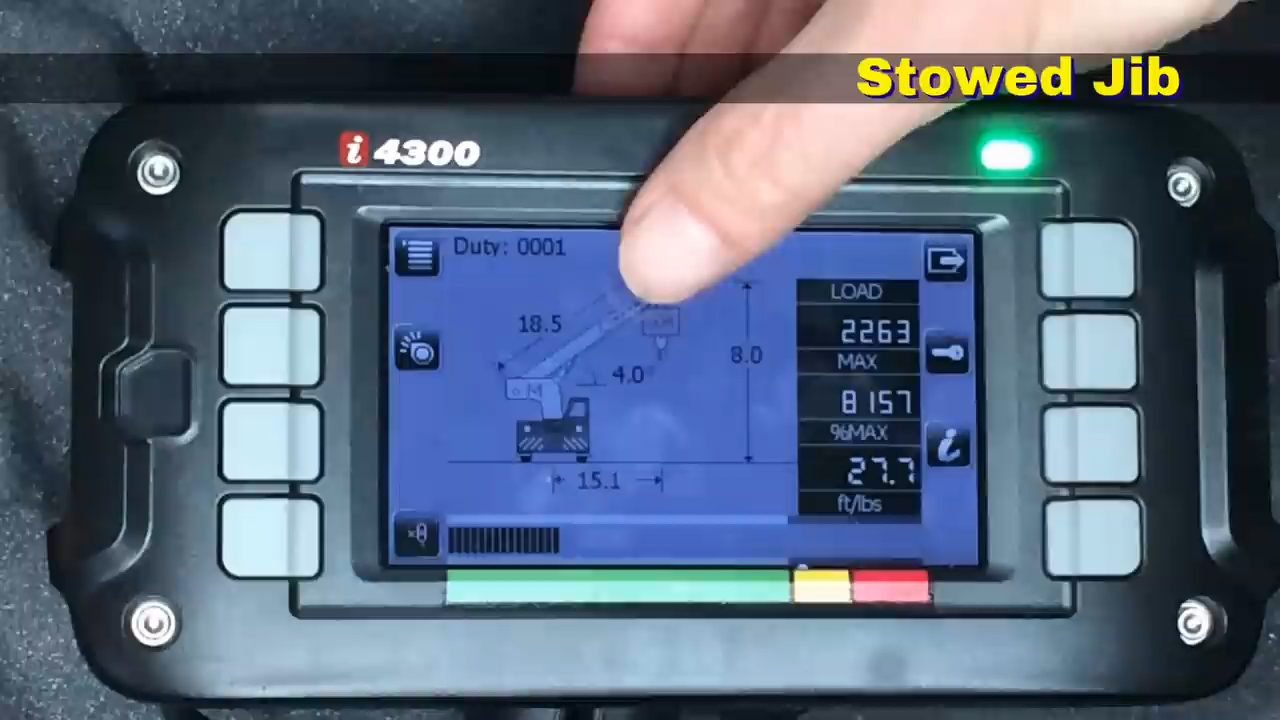 Stowed Jib
i 4300
Duty: 0001
18.5
4.0°
8.0
15.1
LOAD
2263
MAX
8157
%MAX
27.7
ft/lbs
i